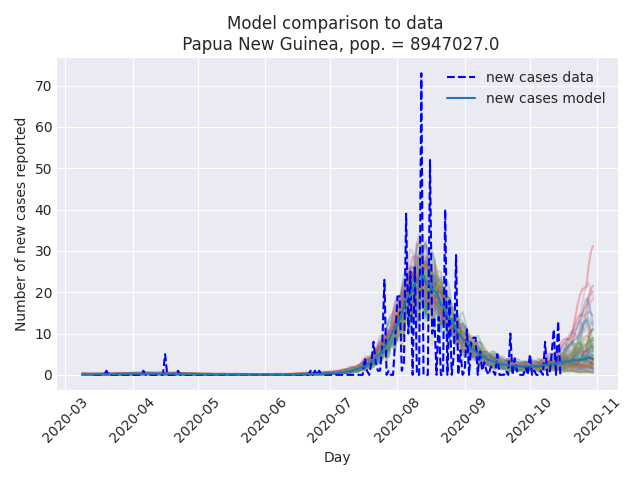 Model comparison to data
Papua New Guinea, pop. = 8947027.0
new cases data
new cases model
Number of new cases reported
70
60
50
40
30
20
10
0
2020-03
2020-04
2020-05
2020-06
2020-07
2020-08
2020-09
2020-10
2020-11
Day